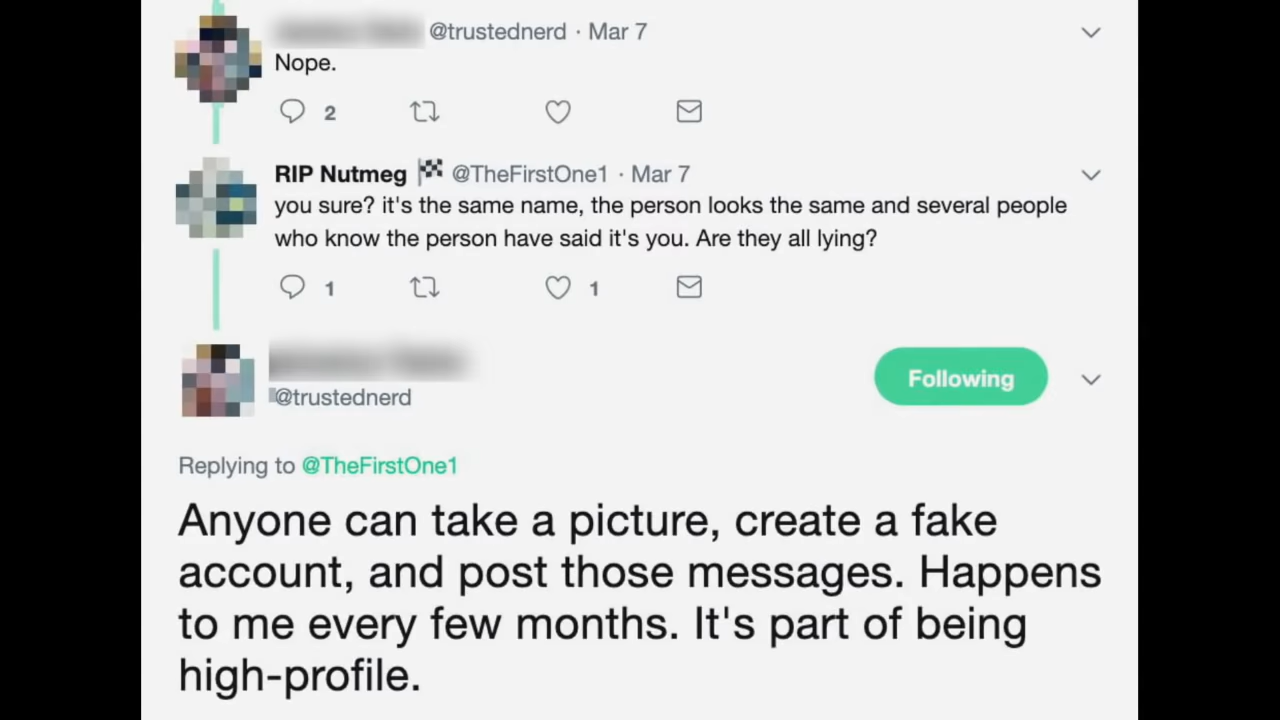 @trustednerd · Mar 7
Nope.
2
RIP Nutmeg 🏁 @TheFirstOne1 · Mar 7
you sure? it's the same name, the person looks the same and several people
who know the person have said it's you. Are they all lying?
1 1
Following
@trustednerd
Replying to @TheFirstOne1
Anyone can take a picture, create a fake
account, and post those messages. Happens
to me every few months. It's part of being
high-profile.